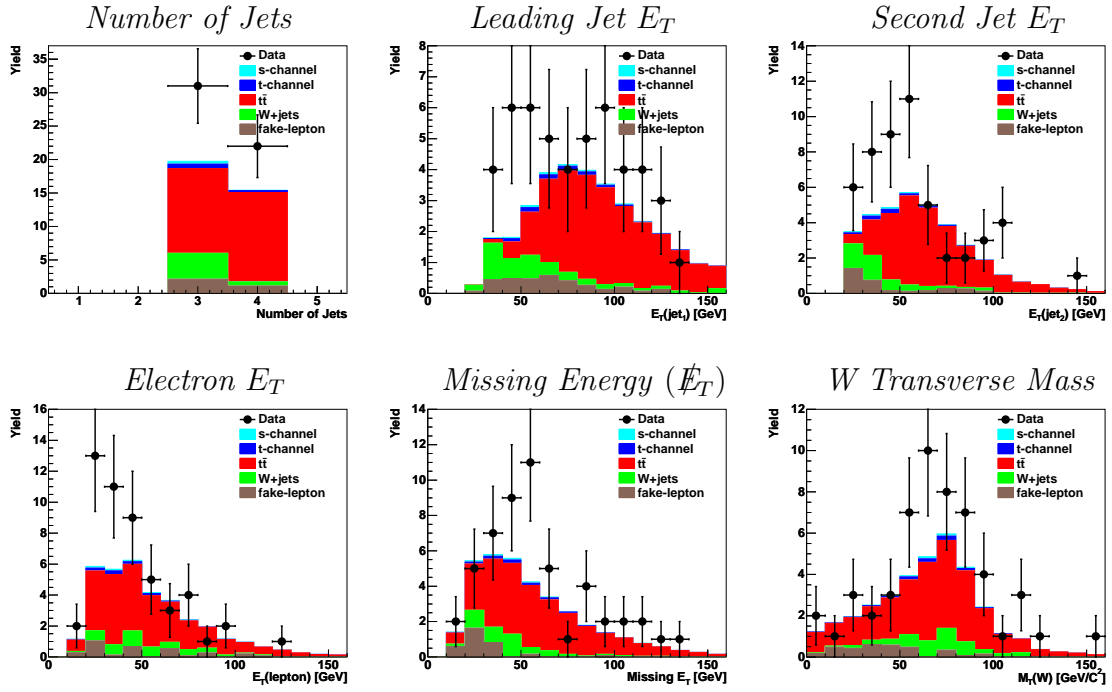 Number of Jets
Yield
35
30
25
20
15
10
5
0
Data
s-channel
t-channel
tt̄
W+jets
fake-lepton
1 2 3 4 5
Number of Jets
Leading Jet E_T
Yield
8
7
6
5
4
3
2
1
0
Data
s-channel
t-channel
tt̄
W+jets
fake-lepton
0 50 100 150
E_T(jet₁) [GeV]
Second Jet E_T
Yield
14
12
10
8
6
4
2
0
Data
s-channel
t-channel
tt̄
W+jets
fake-lepton
0 50 100 150
E_T(jet₂) [GeV]
Electron E_T
Yield
16
14
12
10
8
6
4
2
0
Data
s-channel
t-channel
tt̄
W+jets
fake-lepton
0 50 100 150
E_T(lepton) [GeV]
Missing Energy (E̸_T)
Yield
14
12
10
8
6
4
2
0
Data
s-channel
t-channel
tt̄
W+jets
fake-lepton
0 50 100 150
Missing E_T [GeV]
W Transverse Mass
Yield
12
10
8
6
4
2
0
Data
s-channel
t-channel
tt̄
W+jets
fake-lepton
0 50 100 150
M_T(W) [GeV/C²]